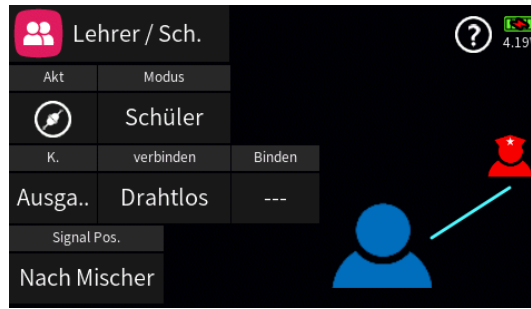 Lehrer / Sch.
?
4.19
Akt Modus
Schüler
K. verbinden Binden
Ausga.. Drahtlos ---
Signal Pos.
Nach Mischer